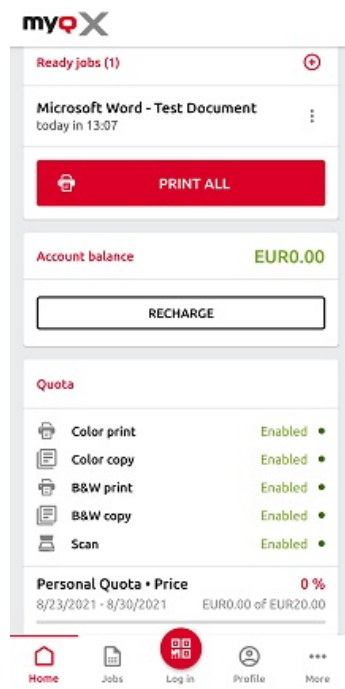 myQ X
Ready jobs (1)
Microsoft Word - Test Document
today in 13:07
PRINT ALL
Account balance EUR0.00
RECHARGE
Quota
Color print Enabled
Color copy Enabled
B&W print Enabled
B&W copy Enabled
Scan Enabled
Personal Quota • Price 0 %
8/23/2021 - 8/30/2021 EUR0.00 of EUR20.00
Home Jobs Log in Profile More